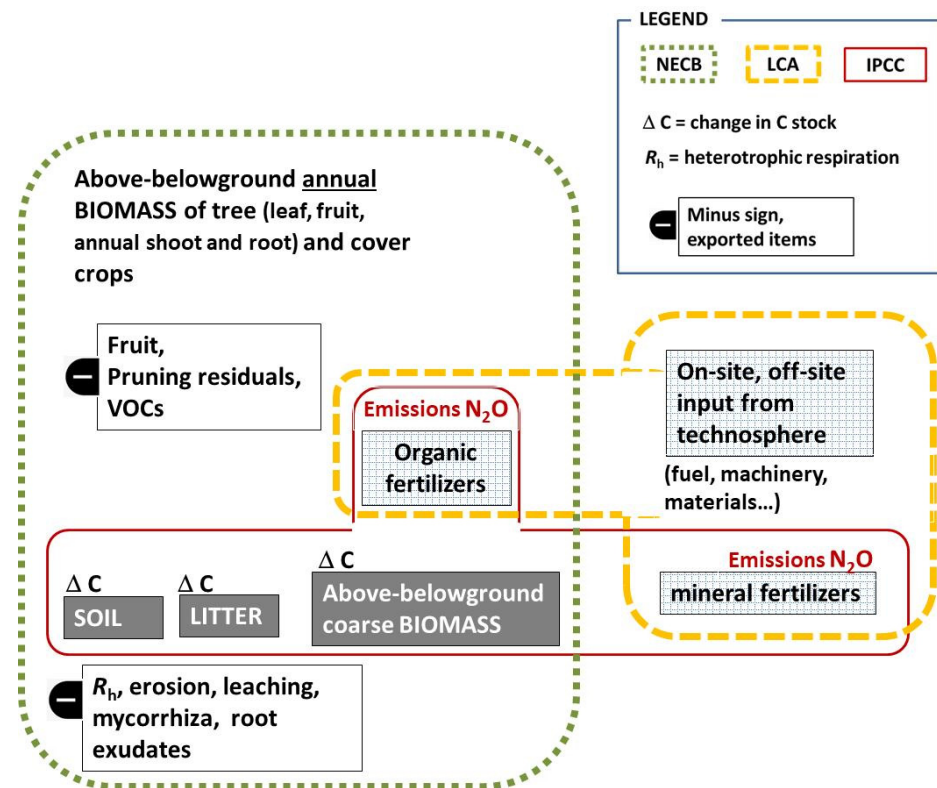 LEGEND
NECB
LCA
IPCC
Δ C = change in C stock
Rh = heterotrophic respiration
Minus sign,
exported items
Above-belowground annual
BIOMASS of tree (leaf, fruit,
annual shoot and root) and cover
crops
Fruit,
Pruning residuals,
VOCs
Emissions N₂O
Organic
fertilizers
On-site, off-site
input from
technosphere
(fuel, machinery,
materials...)
Δ C
SOIL
Δ C
LITTER
Δ C
Above-belowground
coarse BIOMASS
Emissions N₂O
mineral fertilizers
Rh, erosion, leaching,
mycorrhiza, root
exudates